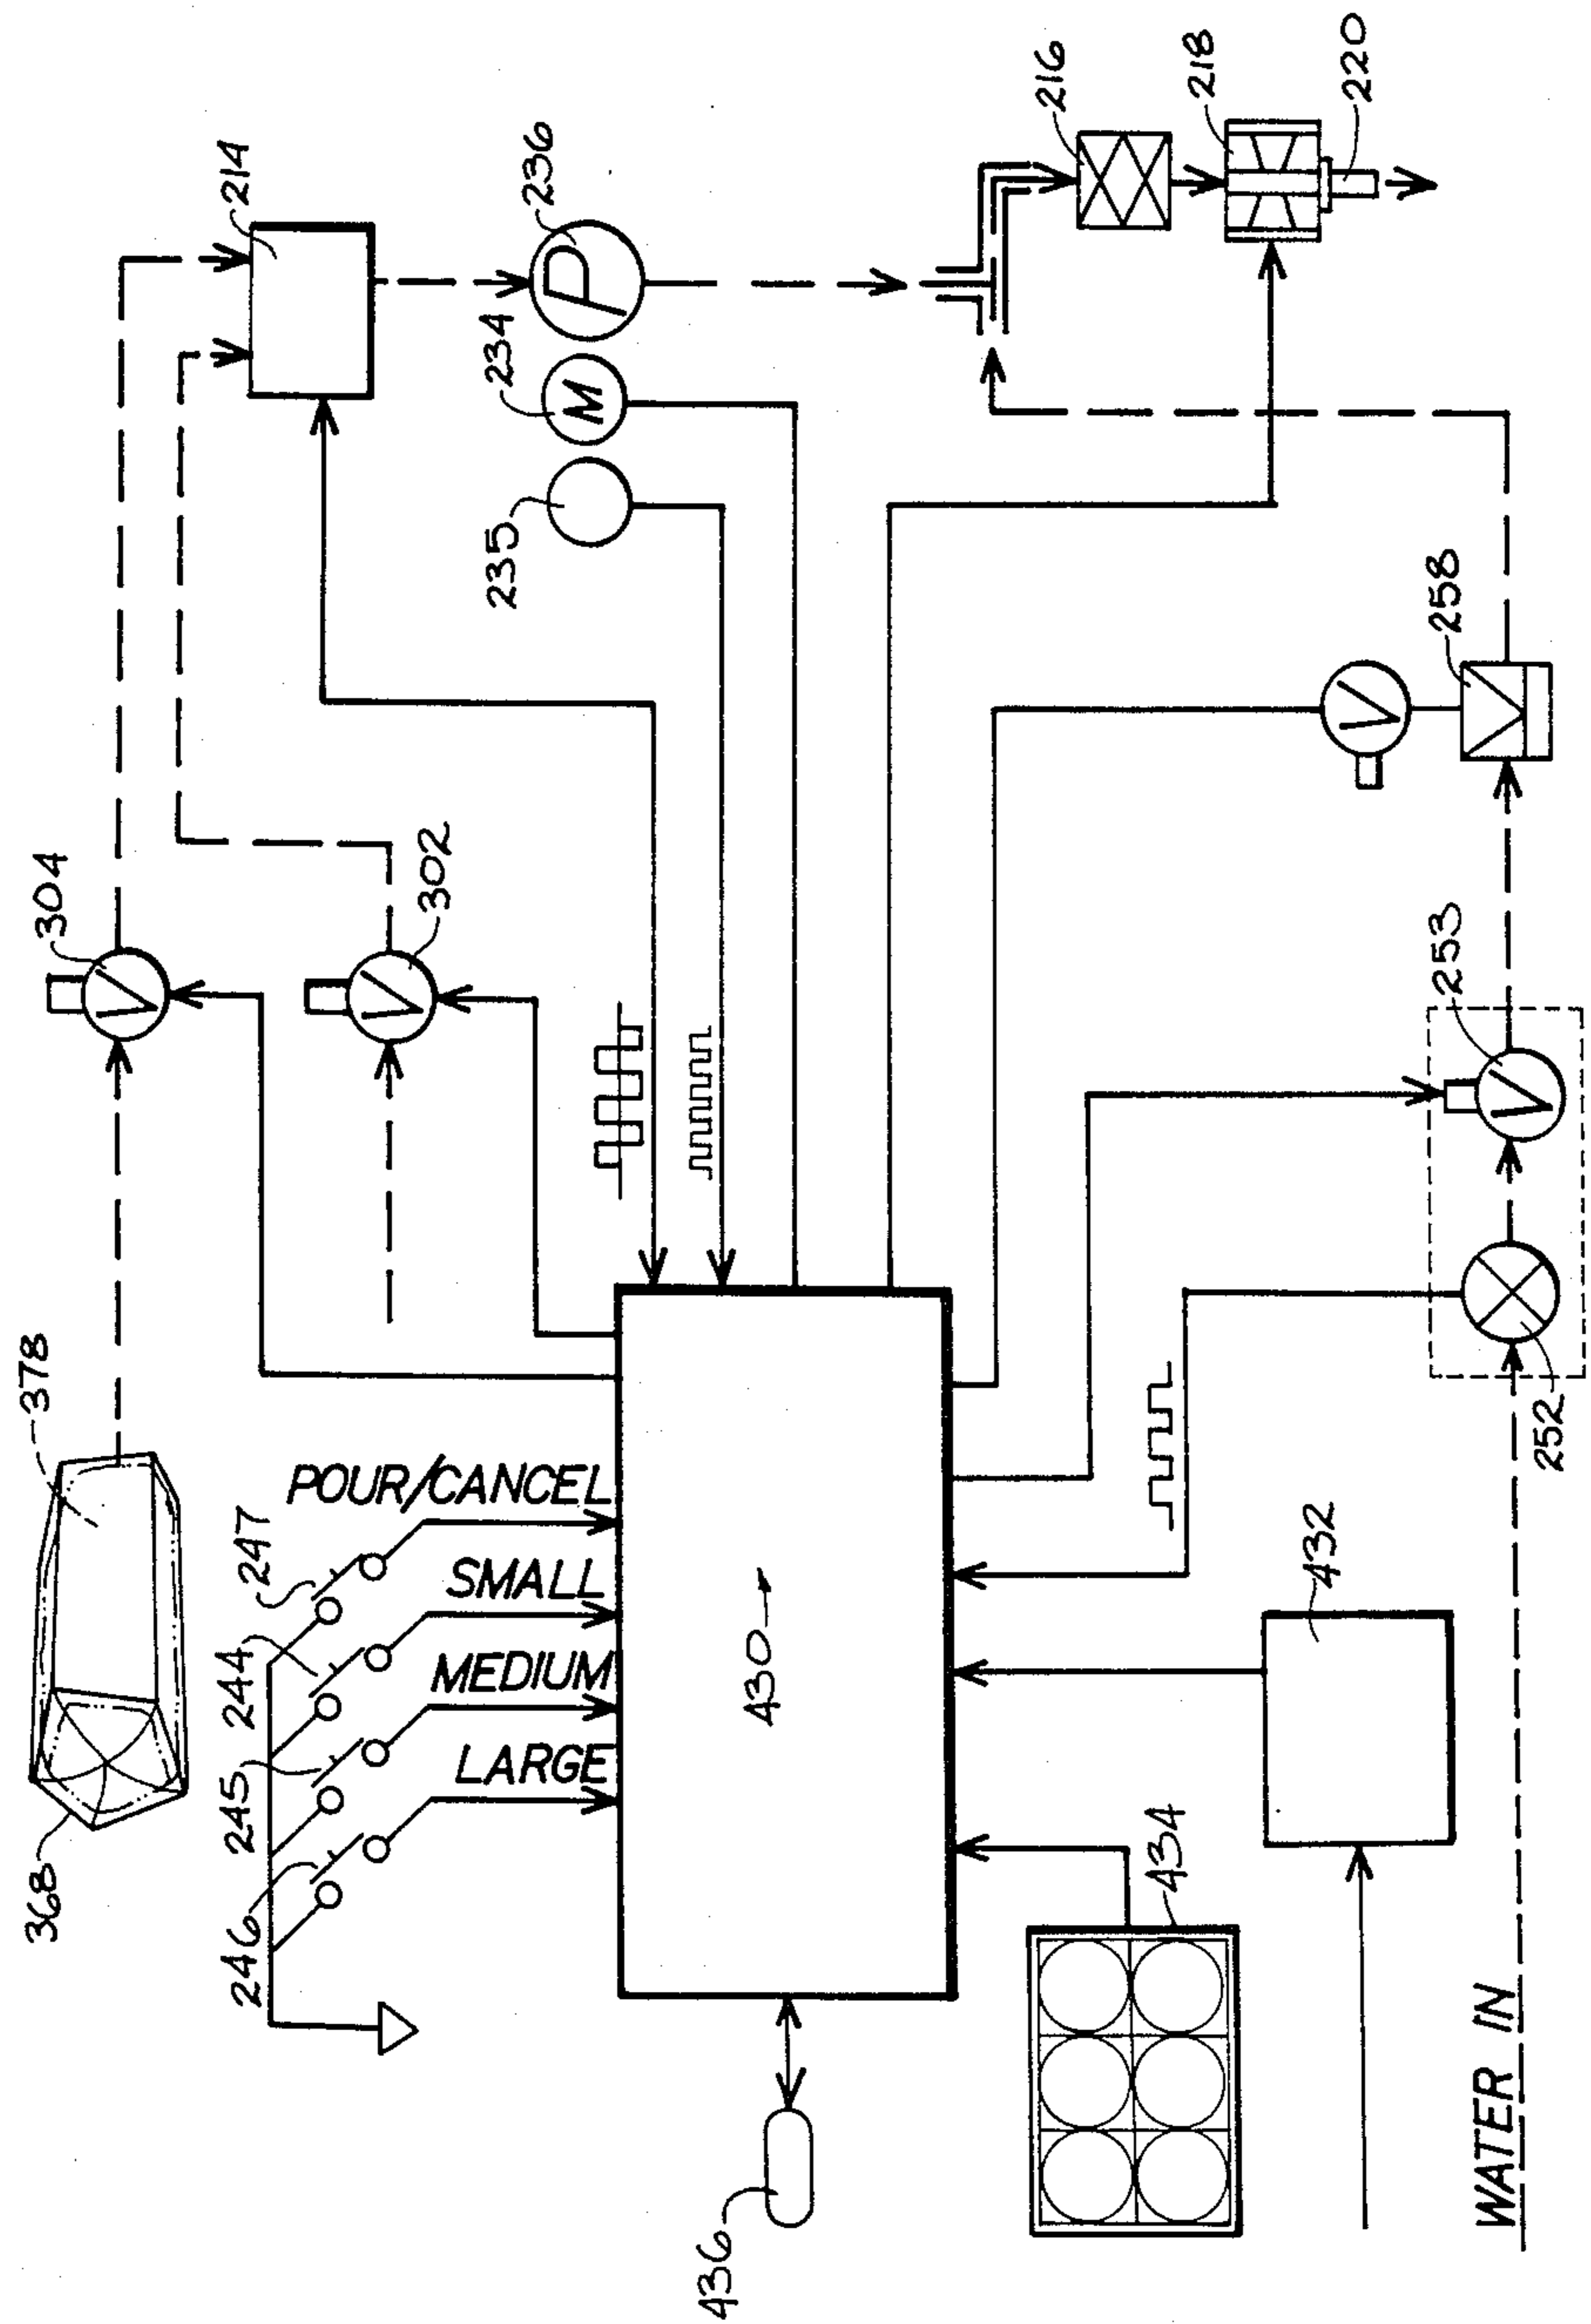 368
378
304
302
214
236
P
234
M
235
246
245
244
247
POUR/CANCEL
SMALL
MEDIUM
LARGE
V
V
430
436
434
432
V
258
253
V
252
216
218
220
WATER IN